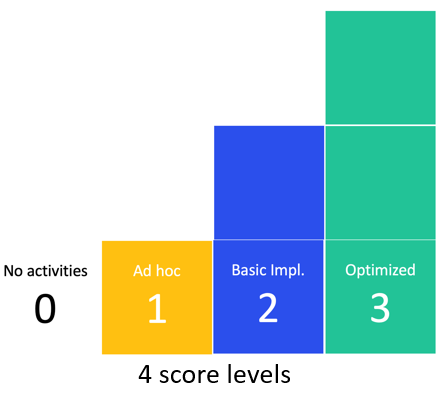 No activities
0
Ad hoc
1
Basic Impl.
2
Optimized
3
4 score levels